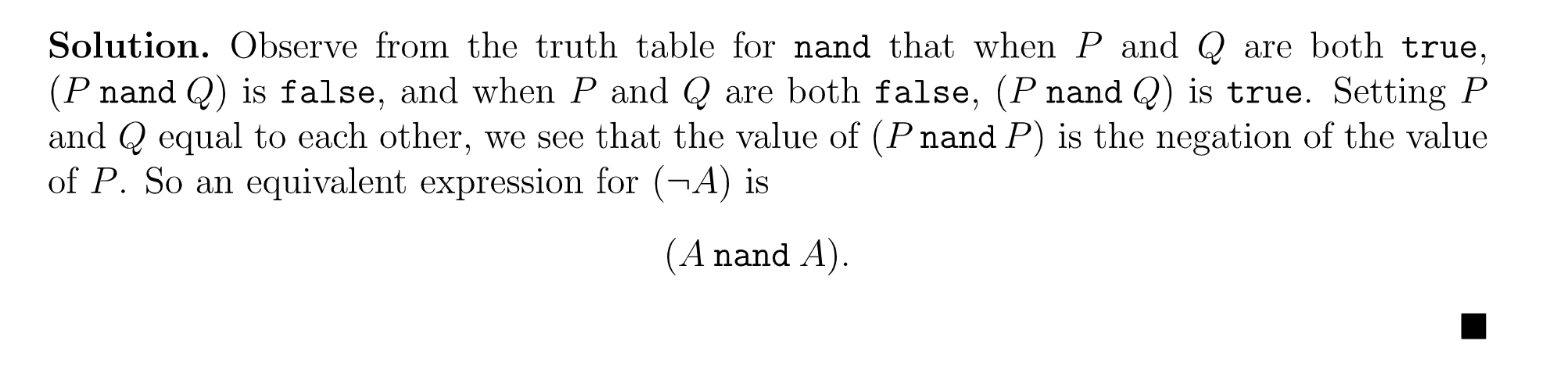 Solution. Observe from the truth table for nand that when P and Q are both true,
(P nand Q) is false, and when P and Q are both false, (P nand Q) is true. Setting P
and Q equal to each other, we see that the value of (P nand P) is the negation of the value
of P. So an equivalent expression for (¬A) is
(A nand A).
■